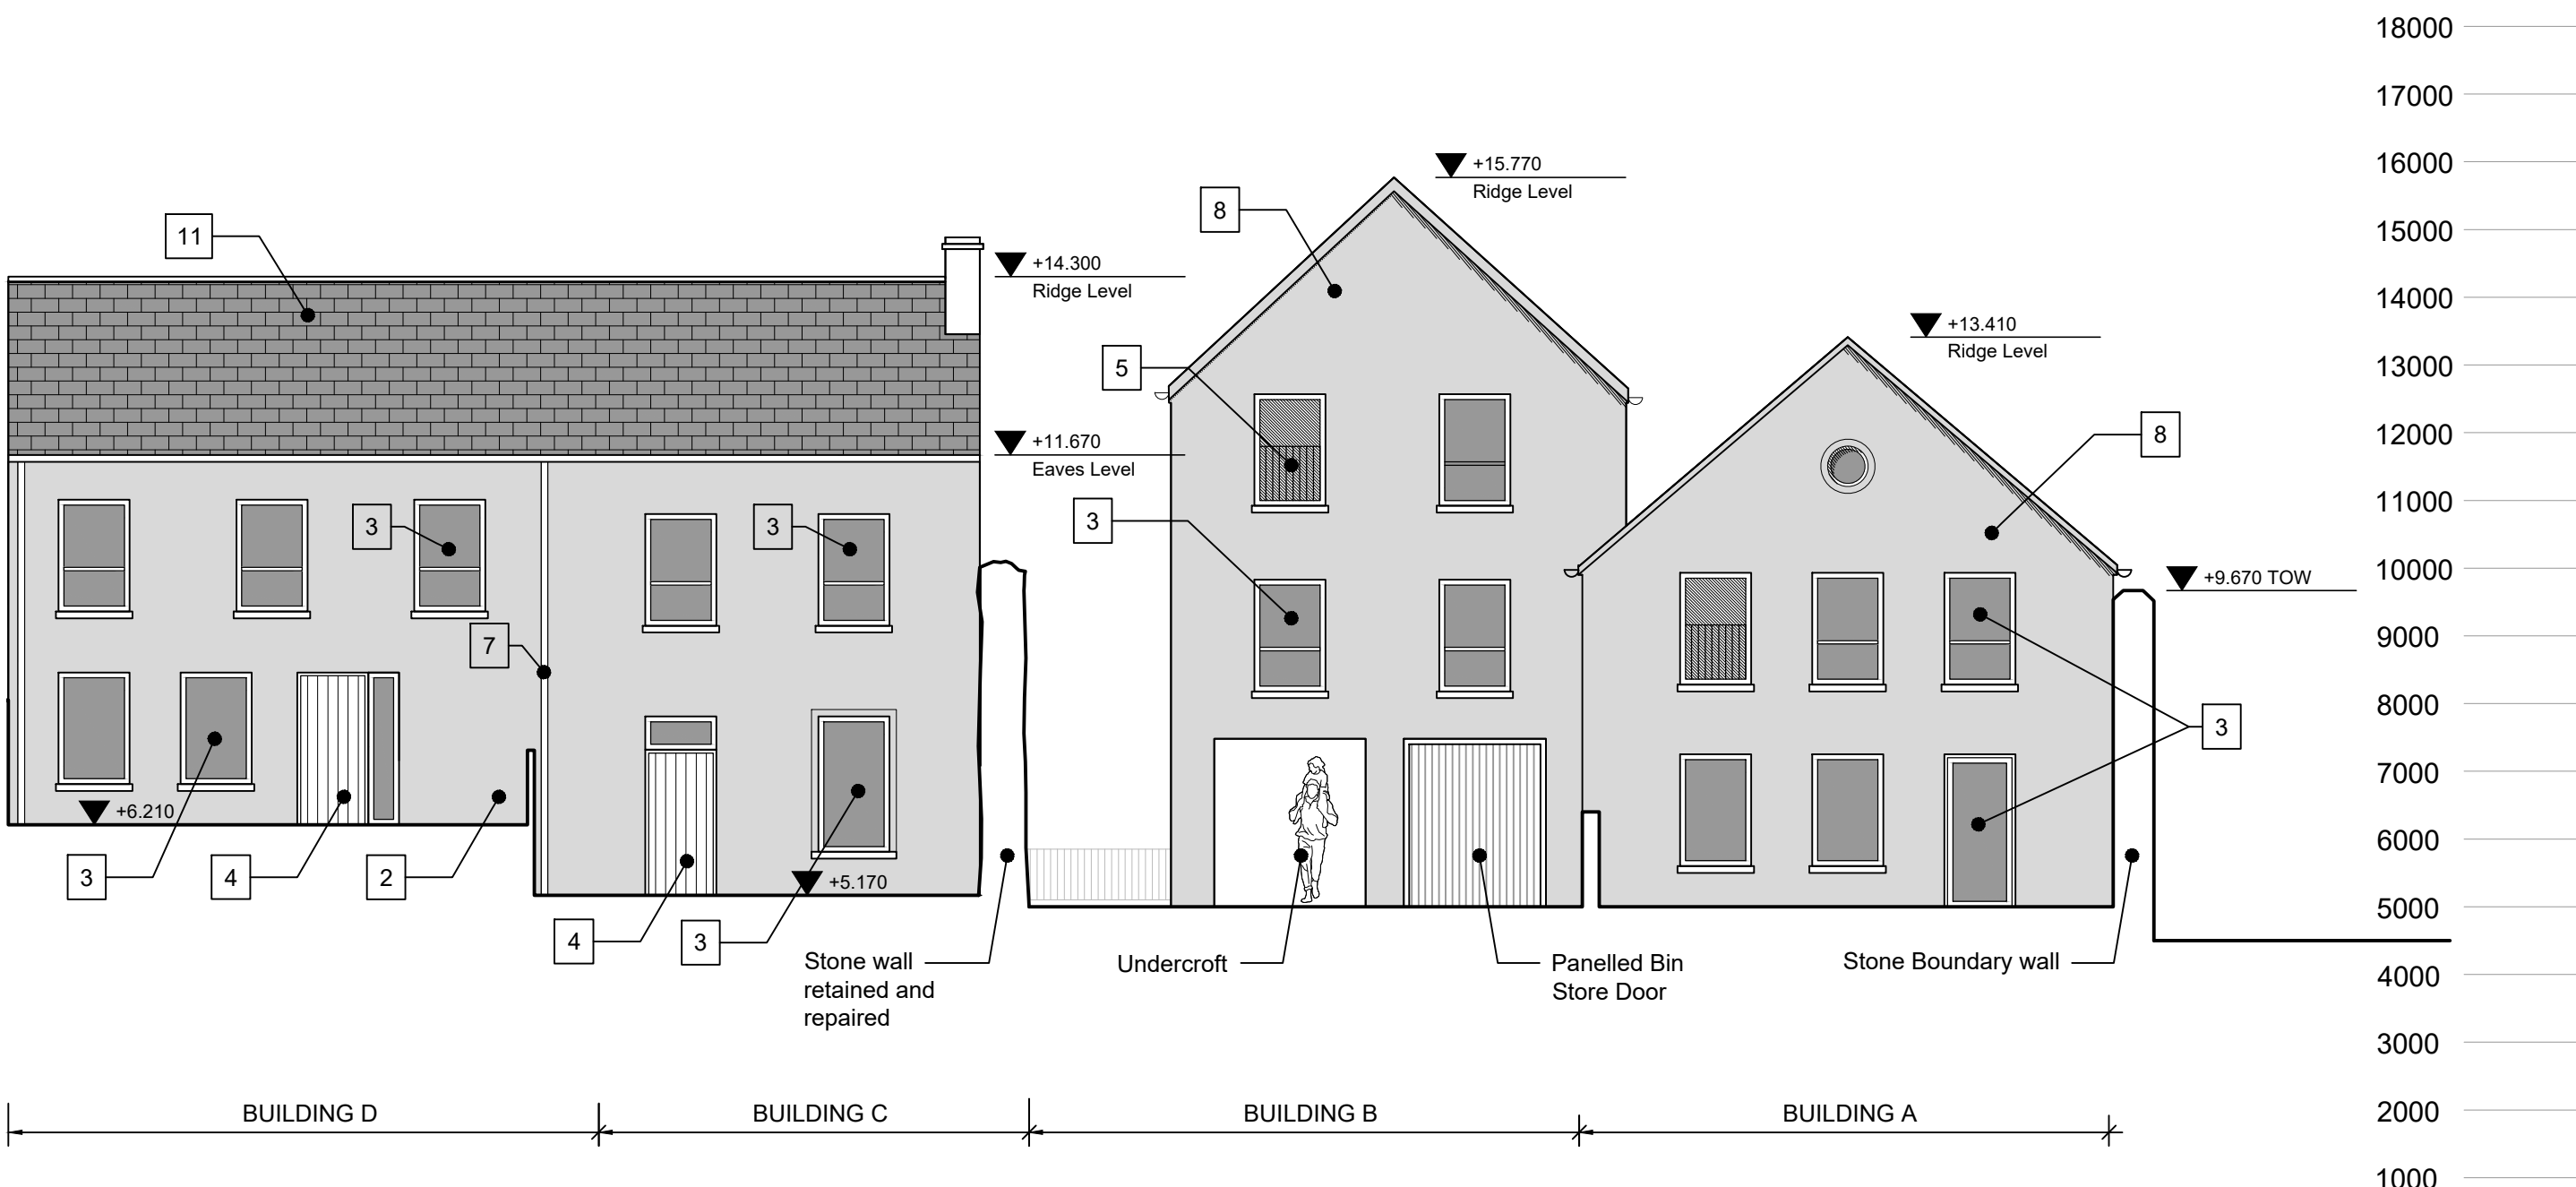 18000
17000
16000
15000
14000
13000
12000
11000
10000
9000
8000
7000
6000
5000
4000
3000
2000
1000
+15.770
Ridge Level
8
11
+14.300
Ridge Level
+13.410
Ridge Level
5
8
+11.670
Eaves Level
3
3
3
+9.670 TOW
7
3
+6.210
+5.170
3
4
2
4
3
Stone wall
retained and
repaired
Undercroft
Panelled Bin
Store Door
Stone Boundary wall
BUILDING D
BUILDING C
BUILDING B
BUILDING A